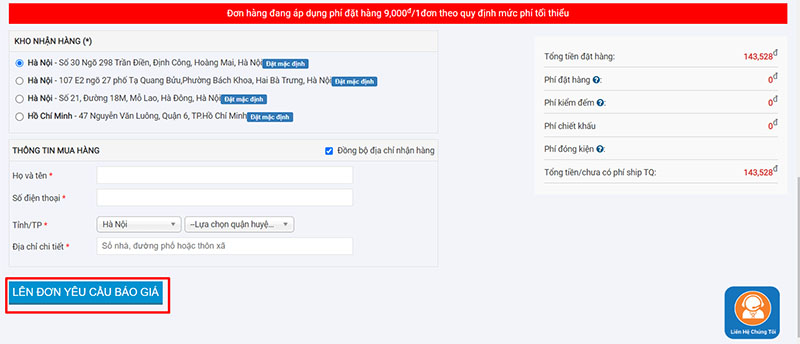 Đơn hàng đang áp dụng phí đặt hàng 9,000đ/1đơn theo quy định mức phí tối thiểu
KHO NHẬN HÀNG (*)
Hà Nội - Số 30 Ngõ 298 Trần Điền, Định Công, Hoàng Mai, Hà Nội Đặt mặc định
Hà Nội - 107 E2 ngõ 27 phố Tạ Quang Bửu,Phường Bách Khoa, Hai Bà Trưng, Hà Nội Đặt mặc định
Hà Nội - Số 21, Đường 18M, Mỗ Lao, Hà Đông, Hà Nội Đặt mặc định
Hồ Chí Minh - 47 Nguyễn Văn Luông, Quận 6, TP.Hồ Chí Minh Đặt mặc định
THÔNG TIN MUA HÀNG
Đồng bộ địa chỉ nhận hàng
Họ và tên *
Số điện thoại *
Tỉnh/TP * Hà Nội --Lựa chọn quận huyệ...
Địa chỉ chi tiết * Số nhà, đường phố hoặc thôn xã
LÊN ĐƠN YÊU CẦU BÁO GIÁ
Tổng tiền đặt hàng: 143,528đ
Phí đặt hàng ?: 0đ
Phí kiểm đếm ?: 0đ
Phí chiết khấu 0đ
Phí đóng kiện ?:
Tổng tiền/chưa có phí ship TQ: 143,528đ
Liên Hệ Chúng Tôi